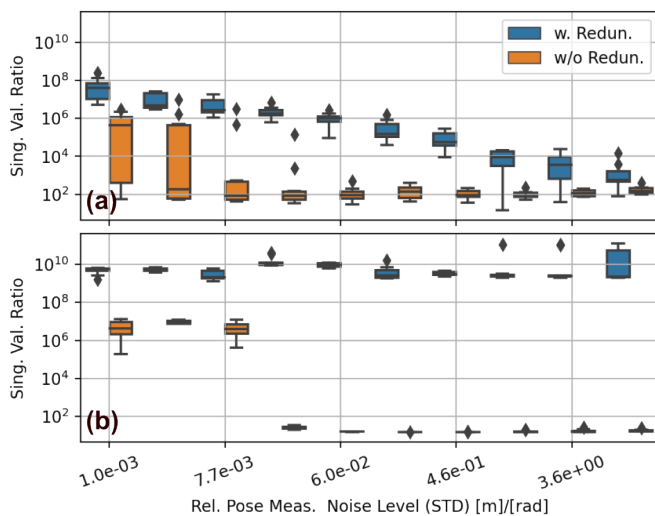 w. Redun.
w/o Redun.
Sing. Val. Ratio
10^10
10^8
10^6
10^4
10^2
(a)
Sing. Val. Ratio
10^10
10^8
10^6
10^4
10^2
(b)
1.0e-03 7.7e-03 6.0e-02 4.6e-01 3.6e+00
Rel. Pose Meas. Noise Level (STD) [m]/[rad]